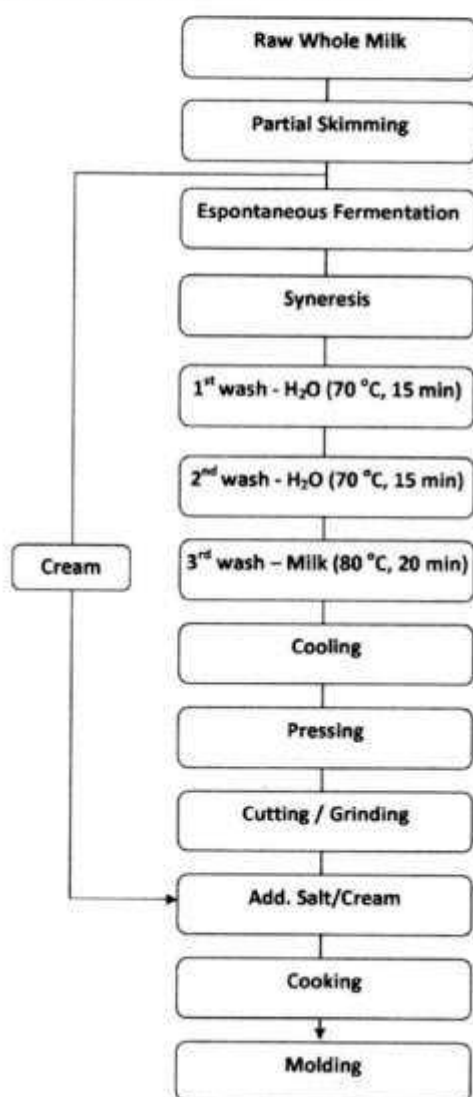 Raw Whole Milk
Partial Skimming
Espontaneous Fermentation
Syneresis
1st wash - H₂O (70 °C, 15 min)
2nd wash - H₂O (70 °C, 15 min)
Cream
3rd wash – Milk (80 °C, 20 min)
Cooling
Pressing
Cutting / Grinding
Add. Salt/Cream
Cooking
Molding